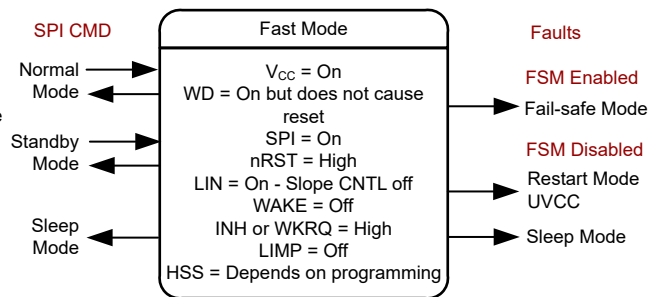 SPI CMD
Normal
Mode
e
Standby
Mode
Sleep
Mode
Fast Mode
V_CC = On
WD = On but does not cause
reset
SPI = On
nRST = High
LIN = On - Slope CNTL off
WAKE = Off
INH or WKRQ = High
LIMP = Off
HSS = Depends on programming
Faults
FSM Enabled
Fail-safe Mode
FSM Disabled
Restart Mode
UVCC
Sleep Mode